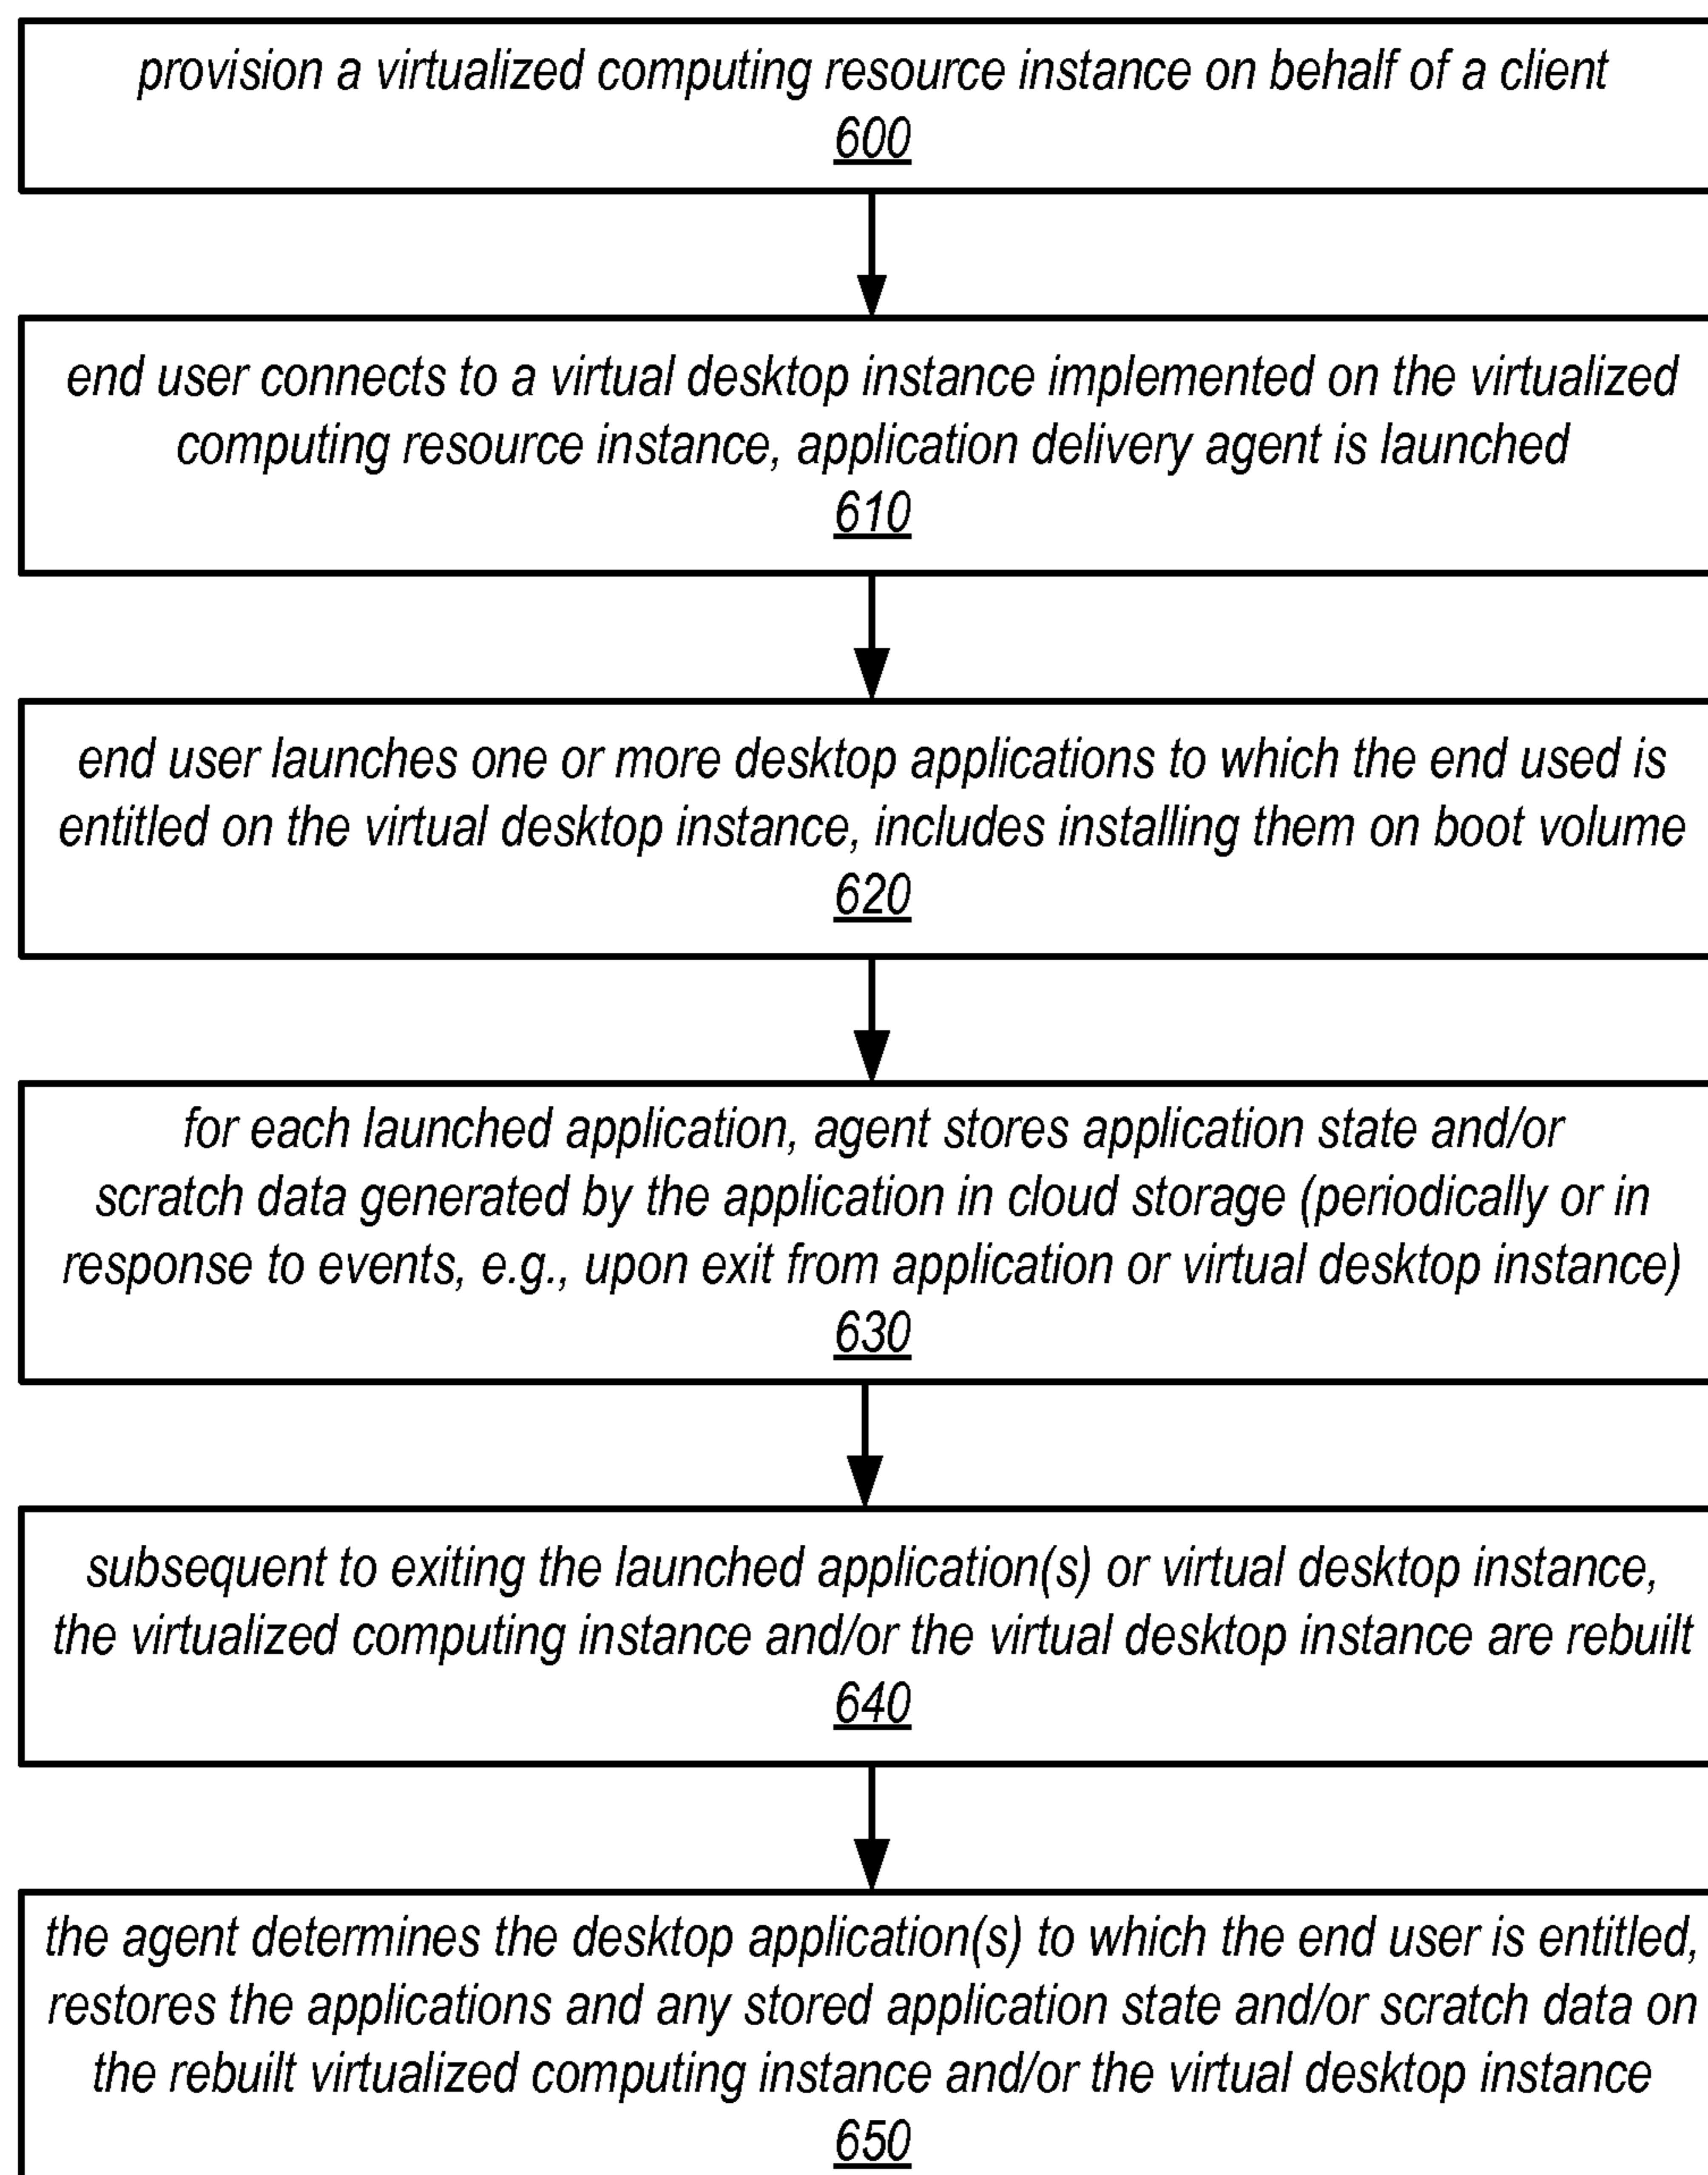 provision a virtualized computing resource instance on behalf of a client
600
end user connects to a virtual desktop instance implemented on the virtualized
computing resource instance, application delivery agent is launched
610
end user launches one or more desktop applications to which the end used is
entitled on the virtual desktop instance, includes installing them on boot volume
620
for each launched application, agent stores application state and/or
scratch data generated by the application in cloud storage (periodically or in
response to events, e.g., upon exit from application or virtual desktop instance)
630
subsequent to exiting the launched application(s) or virtual desktop instance,
the virtualized computing instance and/or the virtual desktop instance are rebuilt
640
the agent determines the desktop application(s) to which the end user is entitled,
restores the applications and any stored application state and/or scratch data on
the rebuilt virtualized computing instance and/or the virtual desktop instance
650